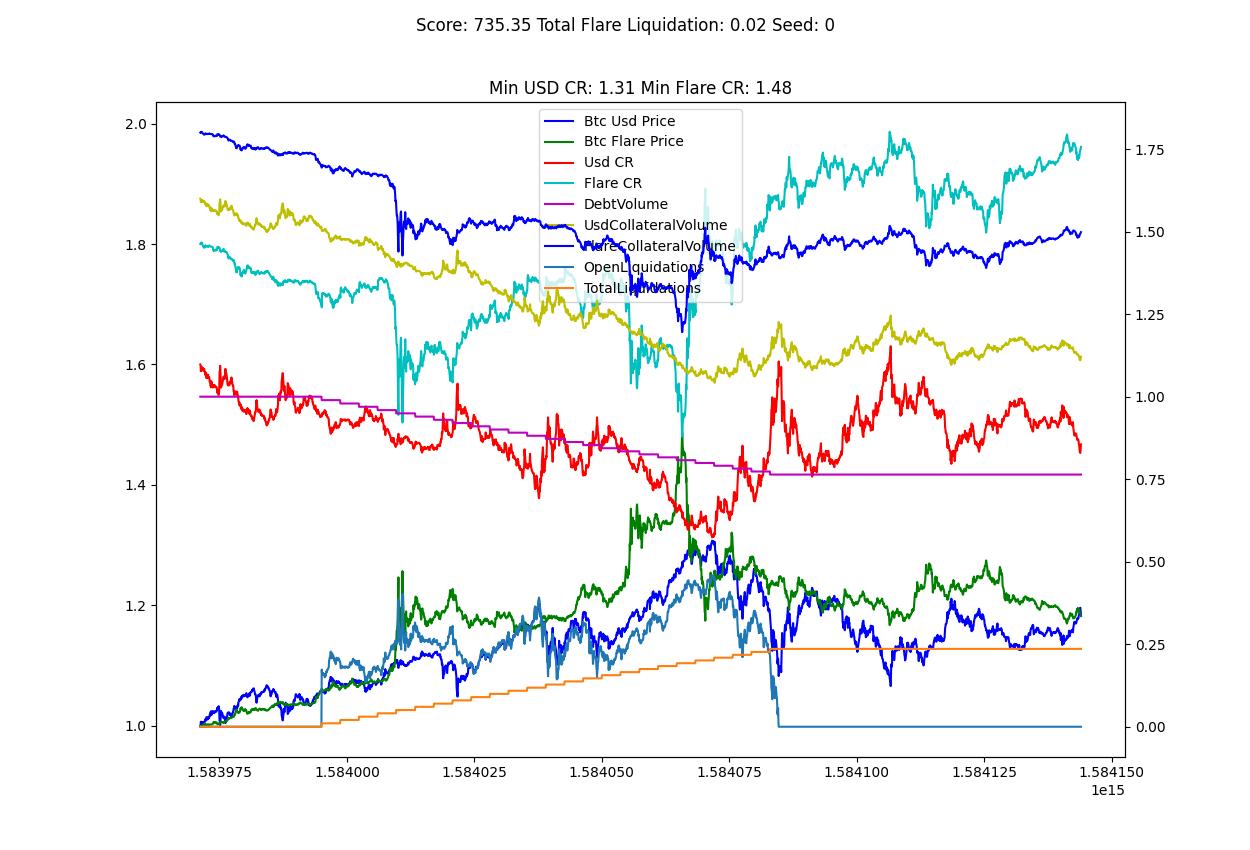 Score: 735.35 Total Flare Liquidation: 0.02 Seed: 0
Min USD CR: 1.31 Min Flare CR: 1.48
Btc Usd Price
Btc Flare Price
Usd CR
Flare CR
DebtVolume
UsdCollateralVolume
FlareCollateralVolume
OpenLiquidations
TotalLiquidations
2.0
1.8
1.6
1.4
1.2
1.0
1.75
1.50
1.25
1.00
0.75
0.50
0.25
0.00
1.583975 1.584000 1.584025 1.584050 1.584075 1.584100 1.584125 1.584150
1e15